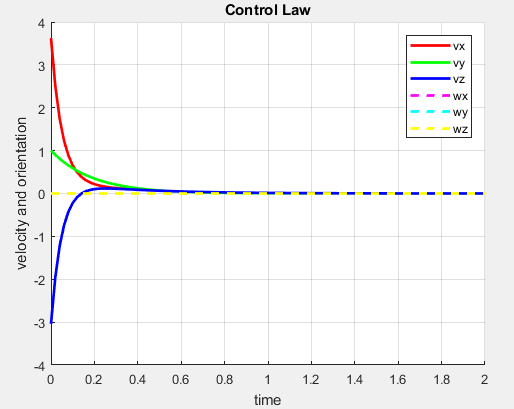 Control Law
4
3
2
1
0
-1
-2
-3
-4
velocity and orientation
vx
vy
vz
wx
wy
wz
0 0.2 0.4 0.6 0.8 1 1.2 1.4 1.6 1.8 2
time